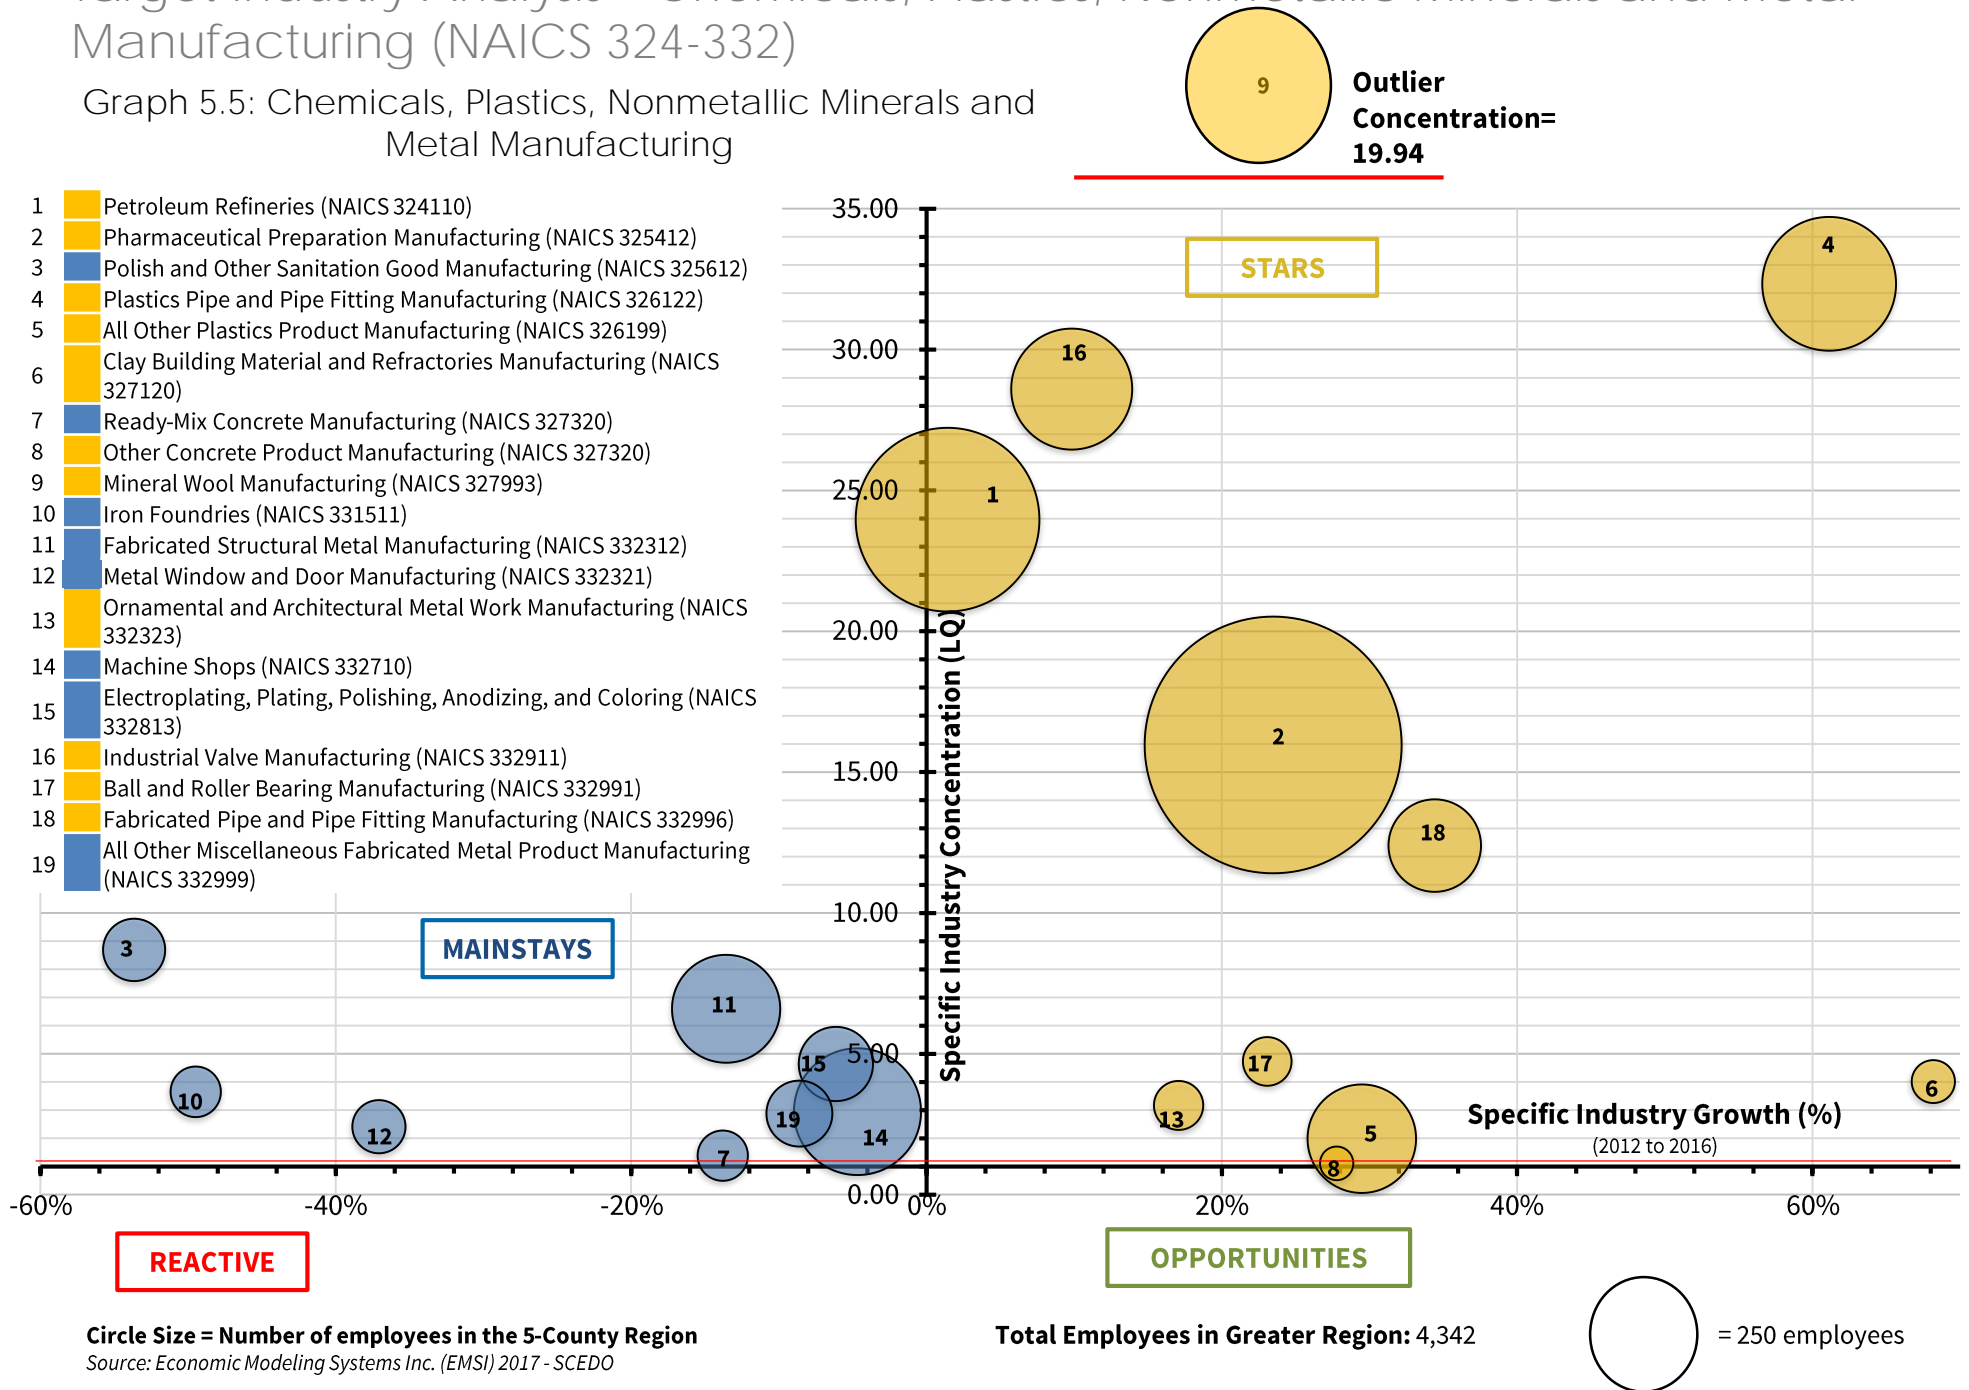 Target Industry Analysis – Chemicals, Plastics, Nonmetallic Minerals and Metal
Manufacturing (NAICS 324-332)
Graph 5.5: Chemicals, Plastics, Nonmetallic Minerals and
Metal Manufacturing
9
Outlier
Concentration=
19.94
1 Petroleum Refineries (NAICS 324110)
2 Pharmaceutical Preparation Manufacturing (NAICS 325412)
3 Polish and Other Sanitation Good Manufacturing (NAICS 325612)
4 Plastics Pipe and Pipe Fitting Manufacturing (NAICS 326122)
5 All Other Plastics Product Manufacturing (NAICS 326199)
6 Clay Building Material and Refractories Manufacturing (NAICS
327120)
7 Ready-Mix Concrete Manufacturing (NAICS 327320)
8 Other Concrete Product Manufacturing (NAICS 327320)
9 Mineral Wool Manufacturing (NAICS 327993)
10 Iron Foundries (NAICS 331511)
11 Fabricated Structural Metal Manufacturing (NAICS 332312)
12 Metal Window and Door Manufacturing (NAICS 332321)
13 Ornamental and Architectural Metal Work Manufacturing (NAICS
332323)
14 Machine Shops (NAICS 332710)
15 Electroplating, Plating, Polishing, Anodizing, and Coloring (NAICS
332813)
16 Industrial Valve Manufacturing (NAICS 332911)
17 Ball and Roller Bearing Manufacturing (NAICS 332991)
18 Fabricated Pipe and Pipe Fitting Manufacturing (NAICS 332996)
19 All Other Miscellaneous Fabricated Metal Product Manufacturing
(NAICS 332999)
35.00
30.00
25.00
20.00
15.00
10.00
5.00
0.00
Specific Industry Concentration (LQ)
STARS
4
16
1
2
18
MAINSTAYS
3
11
15
10
19
12
14
7
17
13
5
8
6
Specific Industry Growth (%)
(2012 to 2016)
-60% -40% -20% 0% 20% 40% 60%
REACTIVE
OPPORTUNITIES
Circle Size = Number of employees in the 5-County Region
Source: Economic Modeling Systems Inc. (EMSI) 2017 - SCEDO
Total Employees in Greater Region: 4,342
= 250 employees